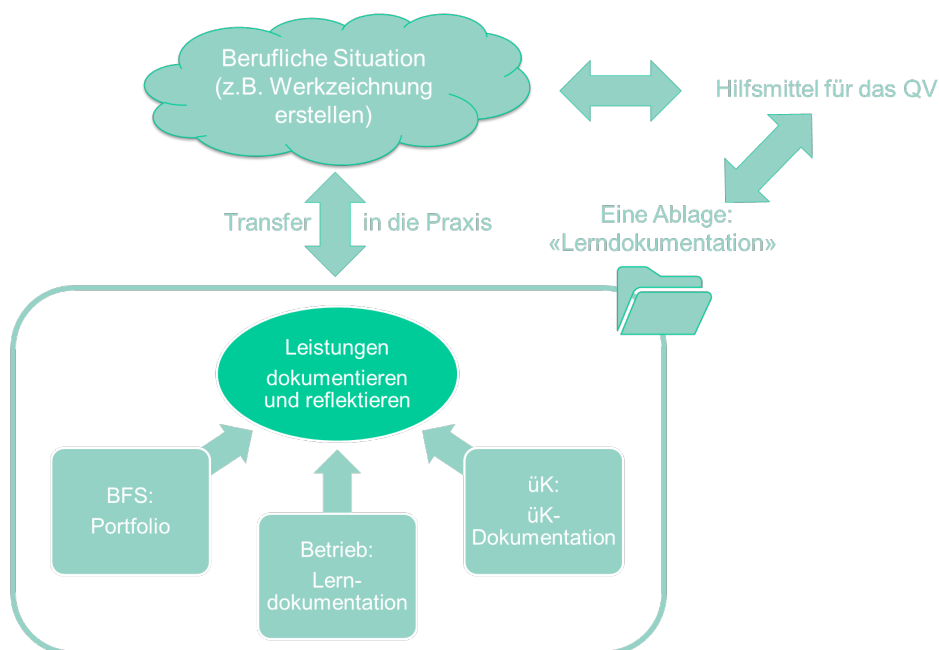 Berufliche Situation
(z.B. Werkzeichnung
erstellen)
Hilfsmittel für das QV
Transfer in die Praxis
Eine Ablage:
«Lerndokumentation»
Leistungen
dokumentieren
und reflektieren
BFS:
Portfolio
Betrieb:
Lern-
dokumentation
üK:
üK-
Dokumentation